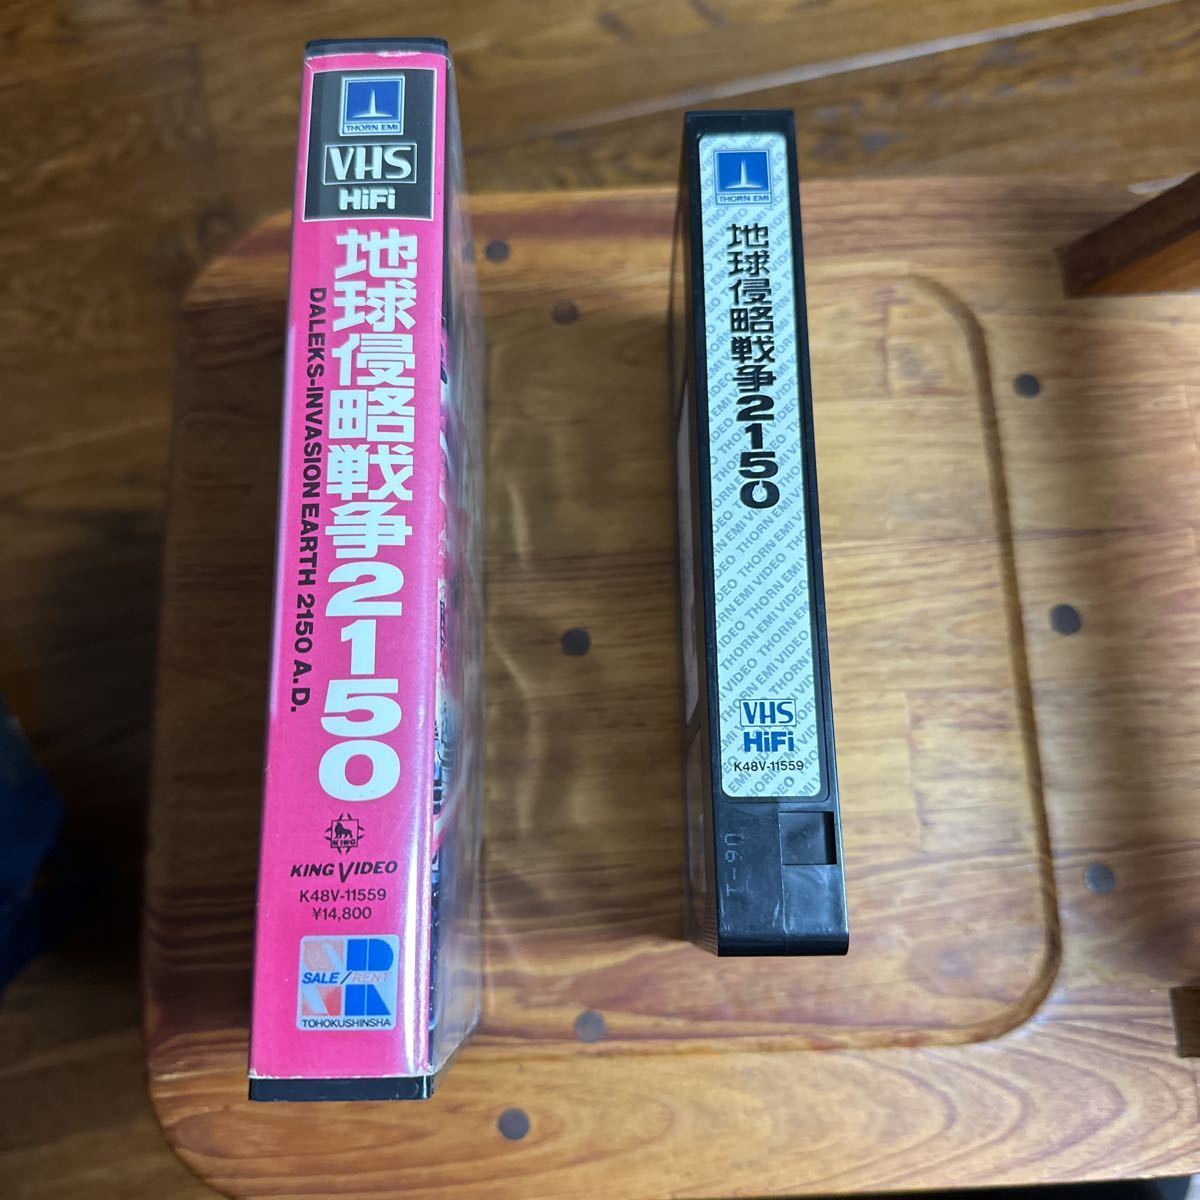 THORN EMI
VHS
HiFi
地球侵略戦争2150
DALEKS-INVASION EARTH 2150 A.D.
KING
KING VIDEO
K48V-11559
¥14,800
SALE/RENT
TOHOKUSHINSHA
THORN EMI
地球侵略戦争2150
THORN EMI VIDEO
VHS
HiFi
K48V-11559